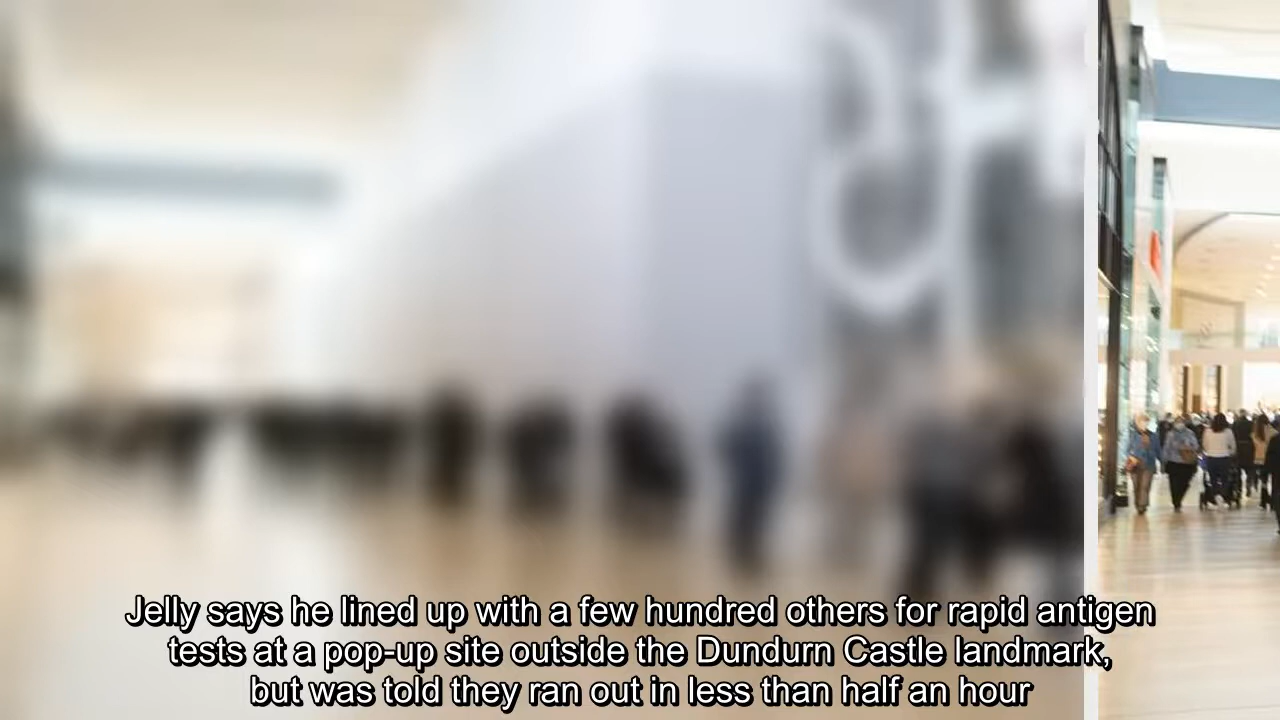 Jelly says he lined up with a few hundred others for rapid antigen
tests at a pop-up site outside the Dundurn Castle landmark,
but was told they ran out in less than half an hour